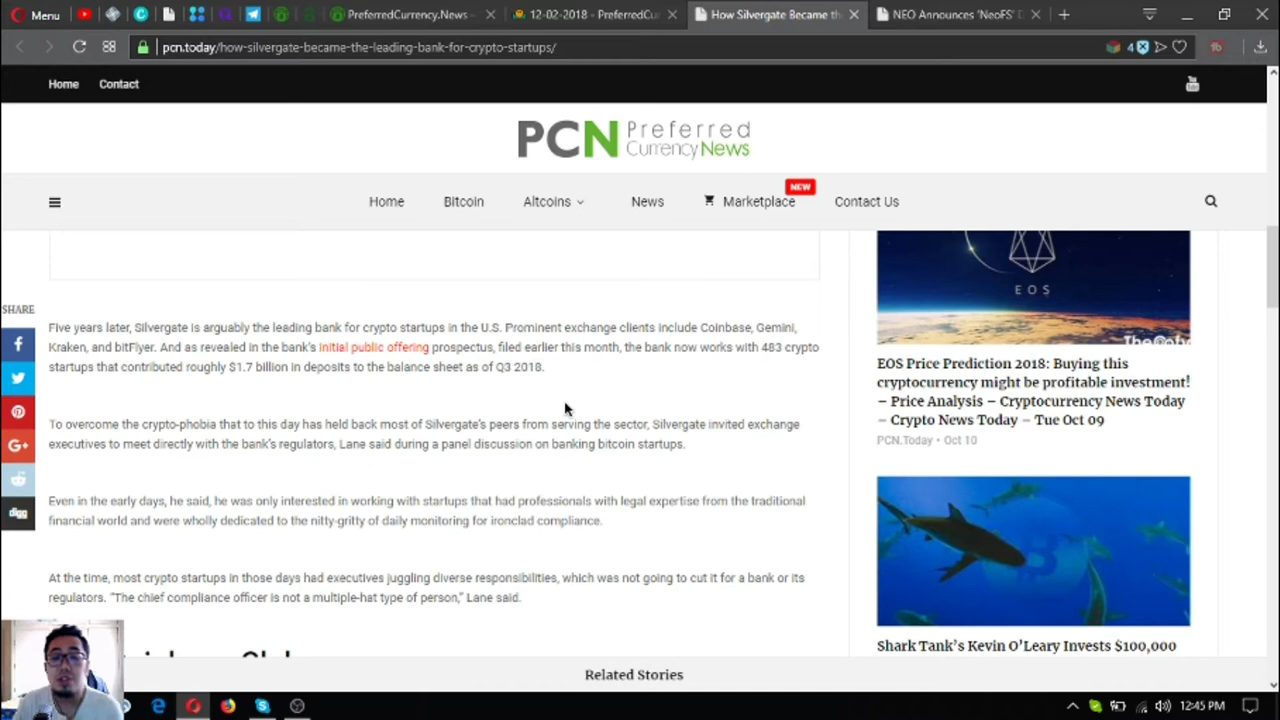 Menu
PreferredCurrency.News -
12-02-2018 - PreferredCu
How Silvergate Became th
NEO Announces 'NeoFS' D
pcn.today/how-silvergate-became-the-leading-bank-for-crypto-startups/
4
Home
Contact
You
PCN Preferred
CurrencyNews
NEW
Home
Bitcoin
Altcoins
News
Marketplace
Contact Us
SHARE
digg
Five years later, Silvergate is arguably the leading bank for crypto startups in the U.S. Prominent exchange clients include Coinbase, Gemini,
Kraken, and bitFlyer. And as revealed in the bank's initial public offering prospectus, filed earlier this month, the bank now works with 483 crypto
startups that contributed roughly $1.7 billion in deposits to the balance sheet as of Q3 2018.
To overcome the crypto-phobia that to this day has held back most of Silvergate's peers from serving the sector, Silvergate invited exchange
executives to meet directly with the bank's regulators, Lane said during a panel discussion on banking bitcoin startups.
Even in the early days, he said, he was only interested in working with startups that had professionals with legal expertise from the traditional
financial world and were wholly dedicated to the nitty-gritty of daily monitoring for ironclad compliance.
At the time, most crypto startups in those days had executives juggling diverse responsibilities, which was not going to cut it for a bank or its
regulators. "The chief compliance officer is not a multiple-hat type of person," Lane said.
EOS
EOS Price Prediction 2018: Buying this
cryptocurrency might be profitable investment!
– Price Analysis – Cryptocurrency News Today
– Crypto News Today – Tue Oct 09
PCN.Today • Oct 10
Shark Tank's Kevin O'Leary Invests $100,000
Related Stories
12:45 PM